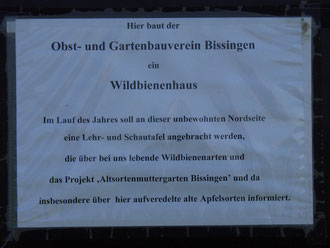 Hier baut der
Obst- und Gartenbauverein Bissingen
ein
Wildbienenhaus
Im Lauf des Jahres soll an dieser unbewohnten Nordseite
eine Lehr- und Schautafel angebracht werden,
die über bei uns lebende Wildbienenarten und
das Projekt ‚Altsortenmuttergarten Bissingen‘ und da
insbesondere über hier aufveredelte alte Apfelsorten informiert.